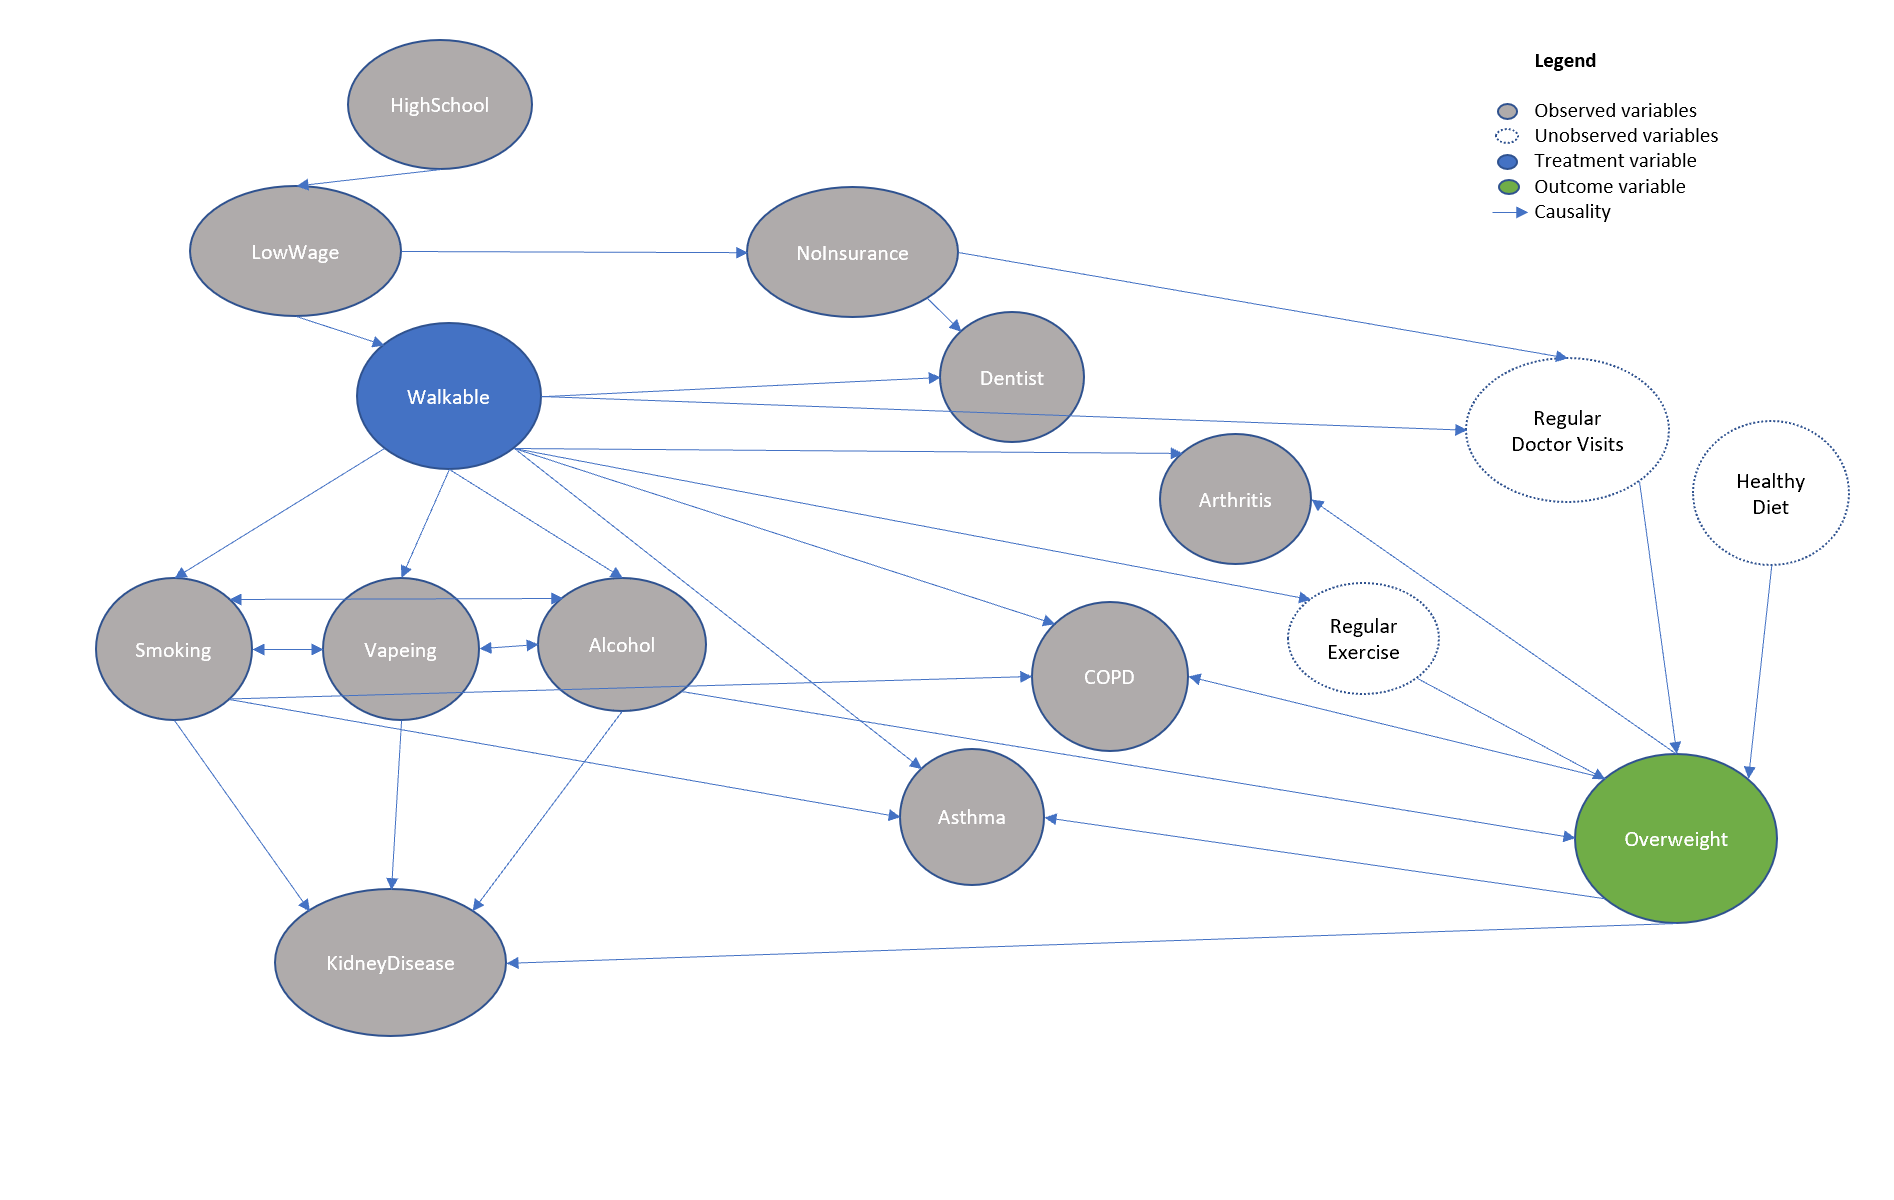 HighSchool
Legend
Observed variables
Unobserved variables
Treatment variable
Outcome variable
Causality
LowWage
NoInsurance
Walkable
Dentist
Regular
Doctor Visits
Healthy
Diet
Arthritis
Smoking
Vapeing
Alcohol
COPD
Regular
Exercise
Asthma
Overweight
KidneyDisease